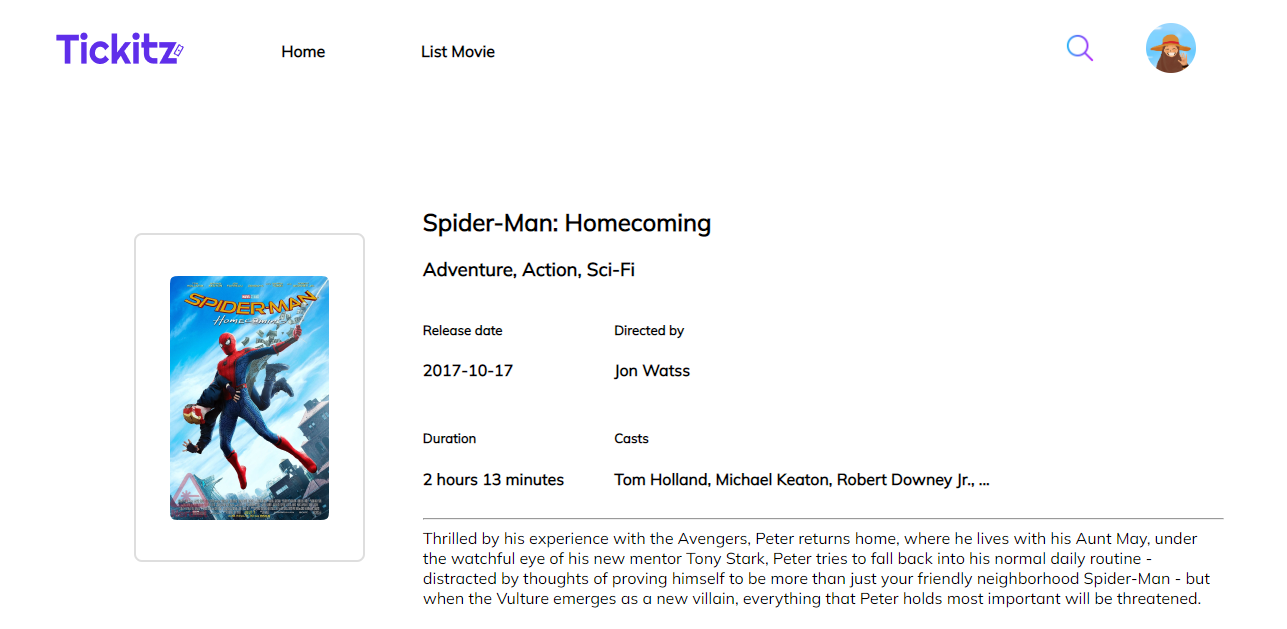 Tickitz
Home
List Movie
Spider-Man: Homecoming
Adventure, Action, Sci-Fi
SPIDER-MAN
Homecoming
Release date
Directed by
2017-10-17
Jon Watss
Duration
Casts
2 hours 13 minutes
Tom Holland, Michael Keaton, Robert Downey Jr., ...
Thrilled by his experience with the Avengers, Peter returns home, where he lives with his Aunt May, under
the watchful eye of his new mentor Tony Stark, Peter tries to fall back into his normal daily routine -
distracted by thoughts of proving himself to be more than just your friendly neighborhood Spider-Man - but
when the Vulture emerges as a new villain, everything that Peter holds most important will be threatened.